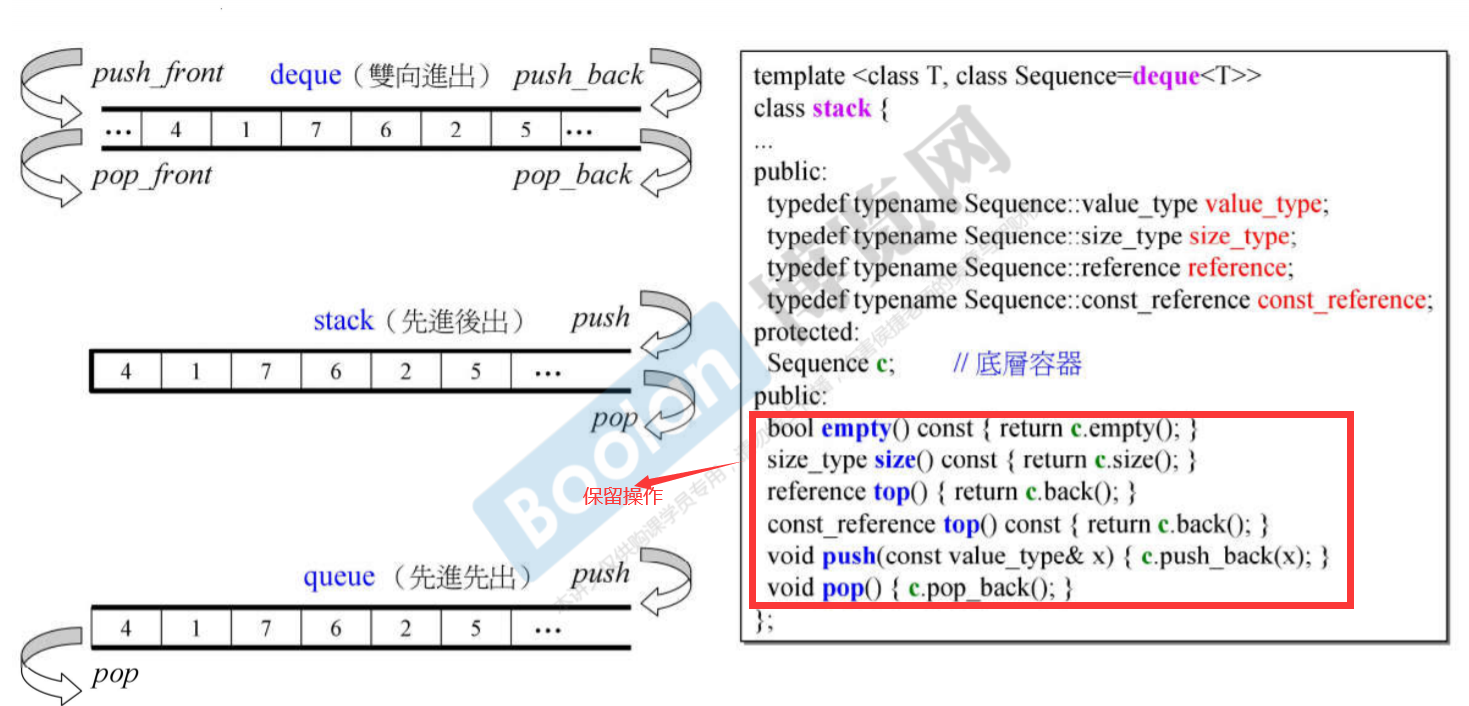 push_front deque（雙向進出） push_back
... 4 1 7 6 2 5 ...
pop_front pop_back
stack（先進後出） push
4 1 7 6 2 5 ...
pop
queue （先進先出） push
4 1 7 6 2 5 ...
pop
template <class T, class Sequence=deque<T>>
class stack {
...
public:
typedef typename Sequence::value_type value_type;
typedef typename Sequence::size_type size_type;
typedef typename Sequence::reference reference;
typedef typename Sequence::const_reference const_reference;
protected:
Sequence c; // 底層容器
public:
bool empty() const { return c.empty(); }
size_type size() const { return c.size(); }
reference top() { return c.back(); }
const_reference top() const { return c.back(); }
void push(const value_type& x) { c.push_back(x); }
void pop() { c.pop_back(); }
};
保留操作
Boolan
博览网